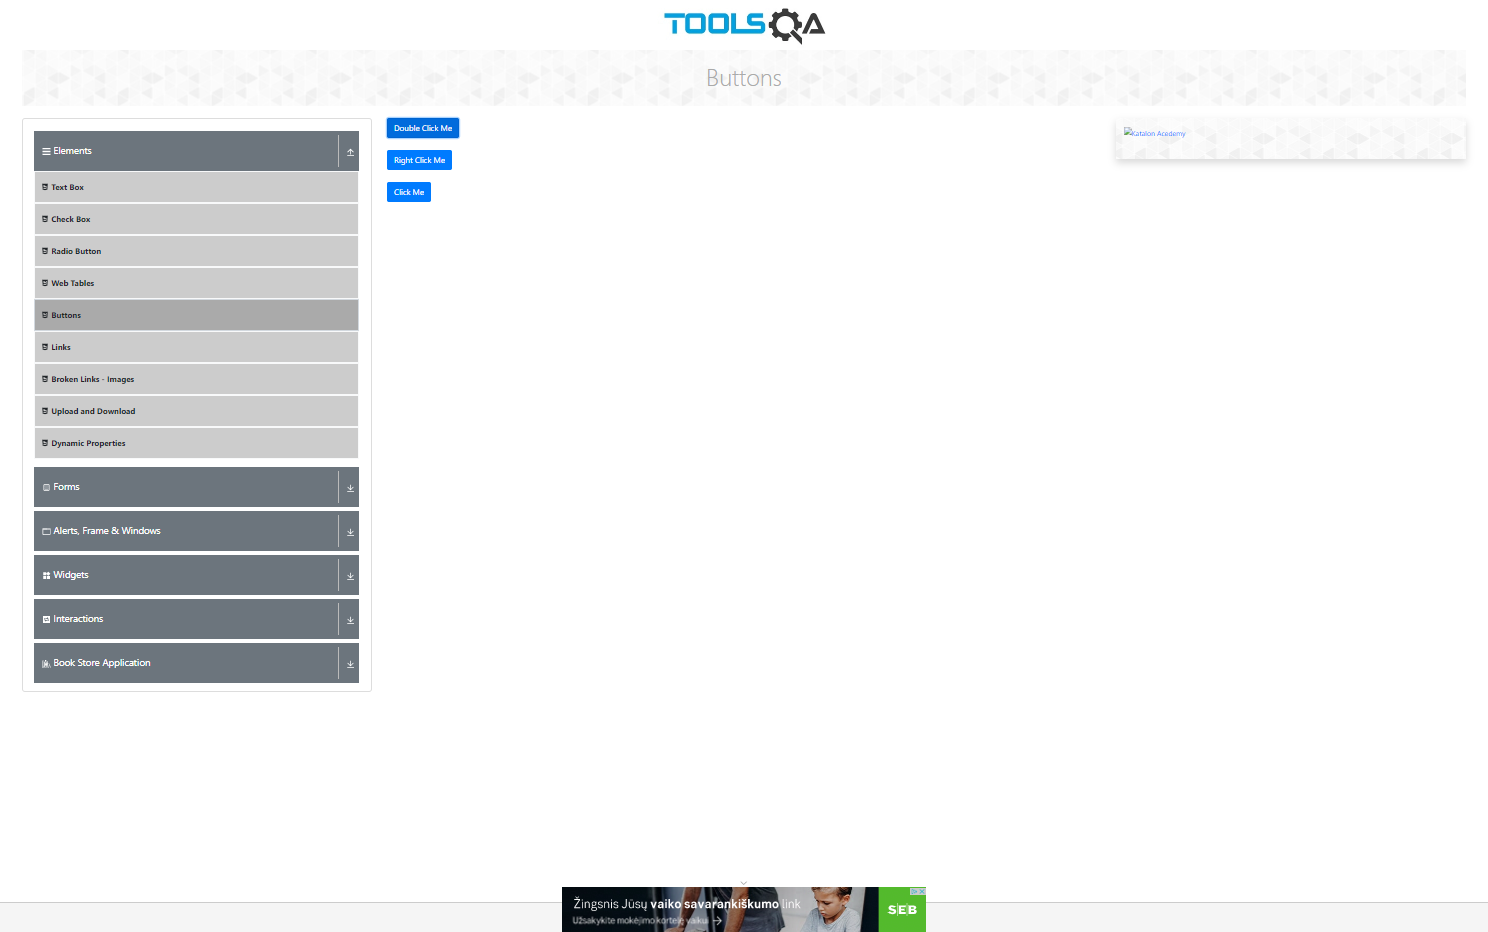 TOOLSQA
Buttons
Elements
Text Box
Check Box
Radio Button
Web Tables
Buttons
Links
Broken Links - Images
Upload and Download
Dynamic Properties
Forms
Alerts, Frame & Windows
Widgets
Interactions
Book Store Application
Double Click Me
Right Click Me
Click Me
Katalon Acedemy
Žingsnis Jūsų vaiko savarankiškumo link
Užsakykite mokėjimo kortelę vaikui
SEB